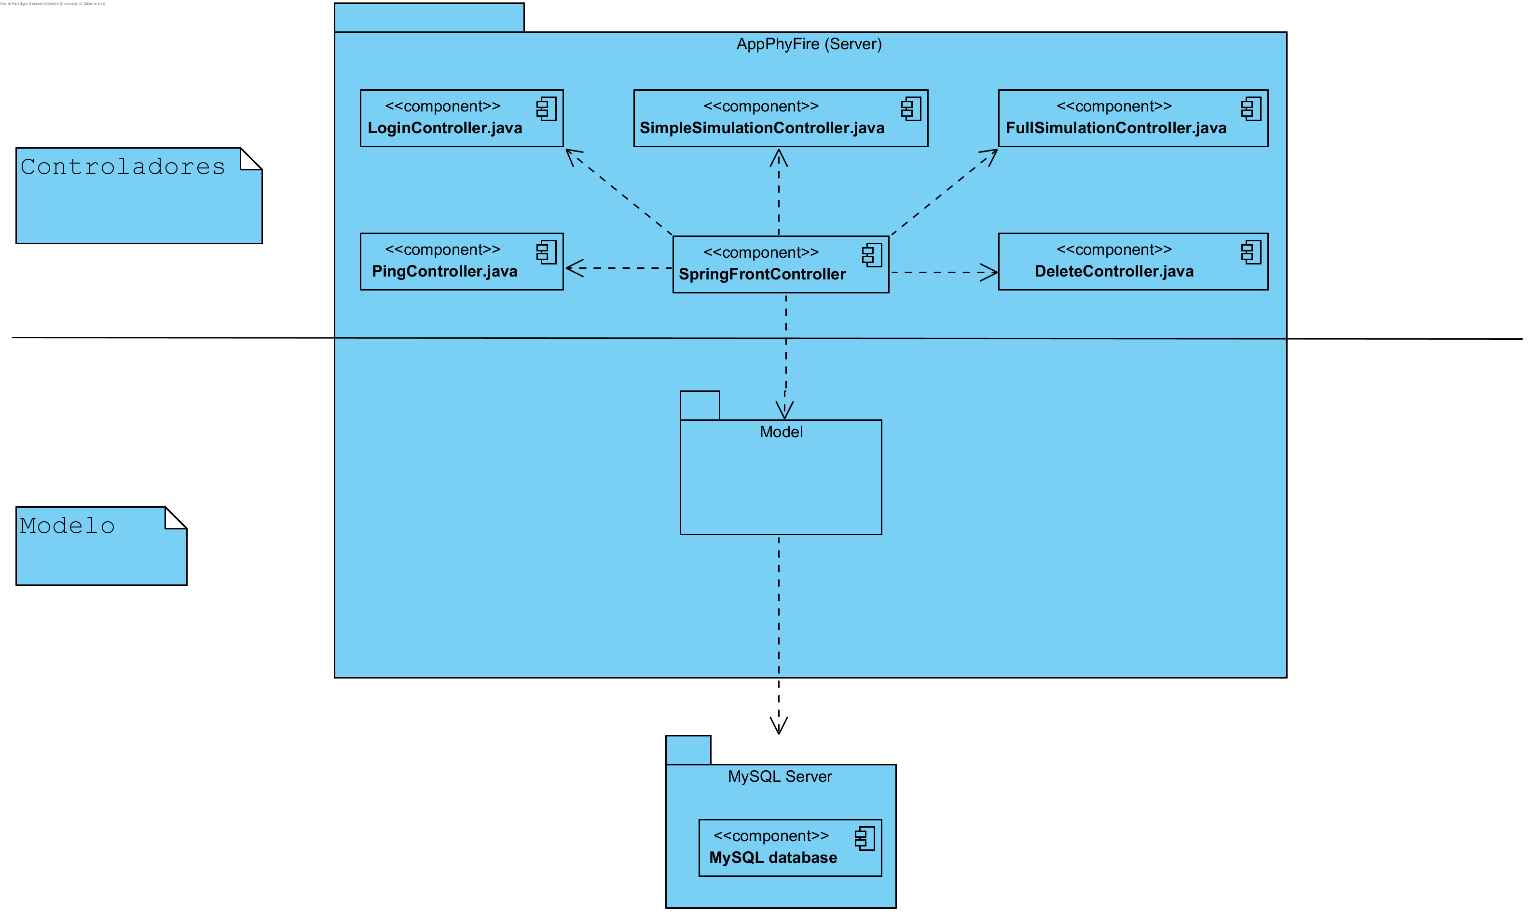 AppPhyFire (Server)
<<component>>
LoginController.java
<<component>>
SimpleSimulationController.java
<<component>>
FullSimulationController.java
Controladores
<<component>>
PingController.java
<<component>>
SpringFrontController
<<component>>
DeleteController.java
Model
Modelo
MySQL Server
<<component>>
MySQL database